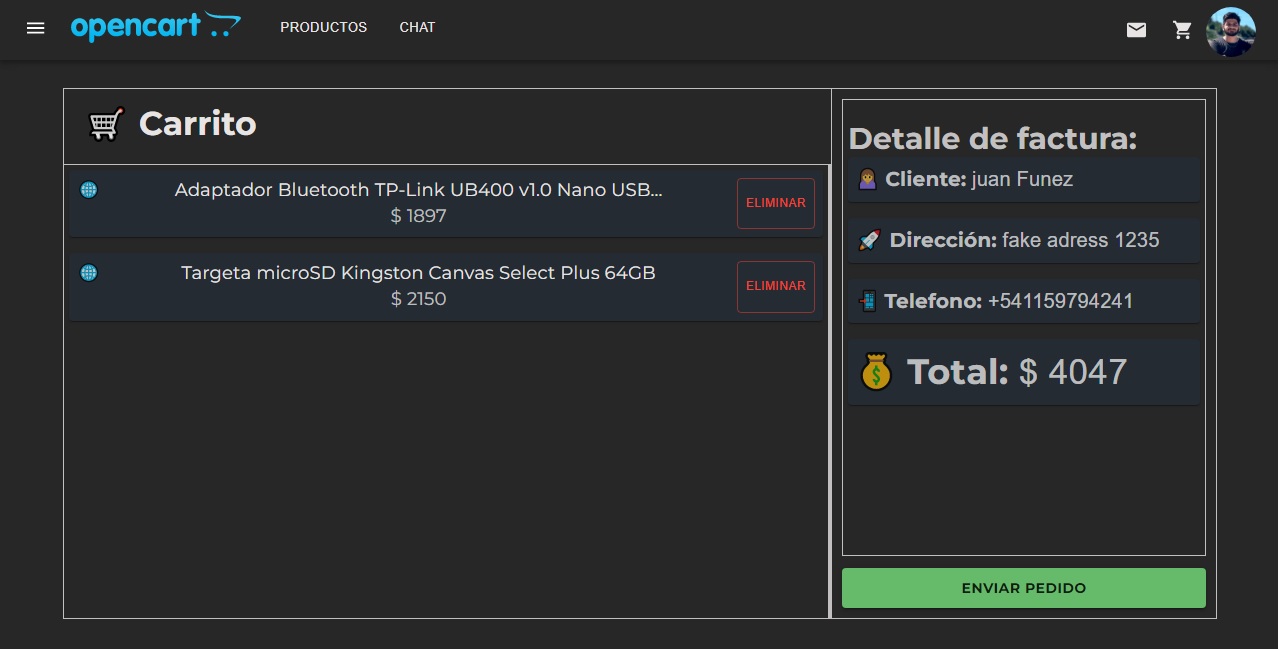 opencart
PRODUCTOS
CHAT
Carrito
Adaptador Bluetooth TP-Link UB400 v1.0 Nano USB...
$ 1897
ELIMINAR
Targeta microSD Kingston Canvas Select Plus 64GB
$ 2150
ELIMINAR
Detalle de factura:
Cliente: juan Funez
Dirección: fake adress 1235
Telefono: +541159794241
Total: $ 4047
ENVIAR PEDIDO